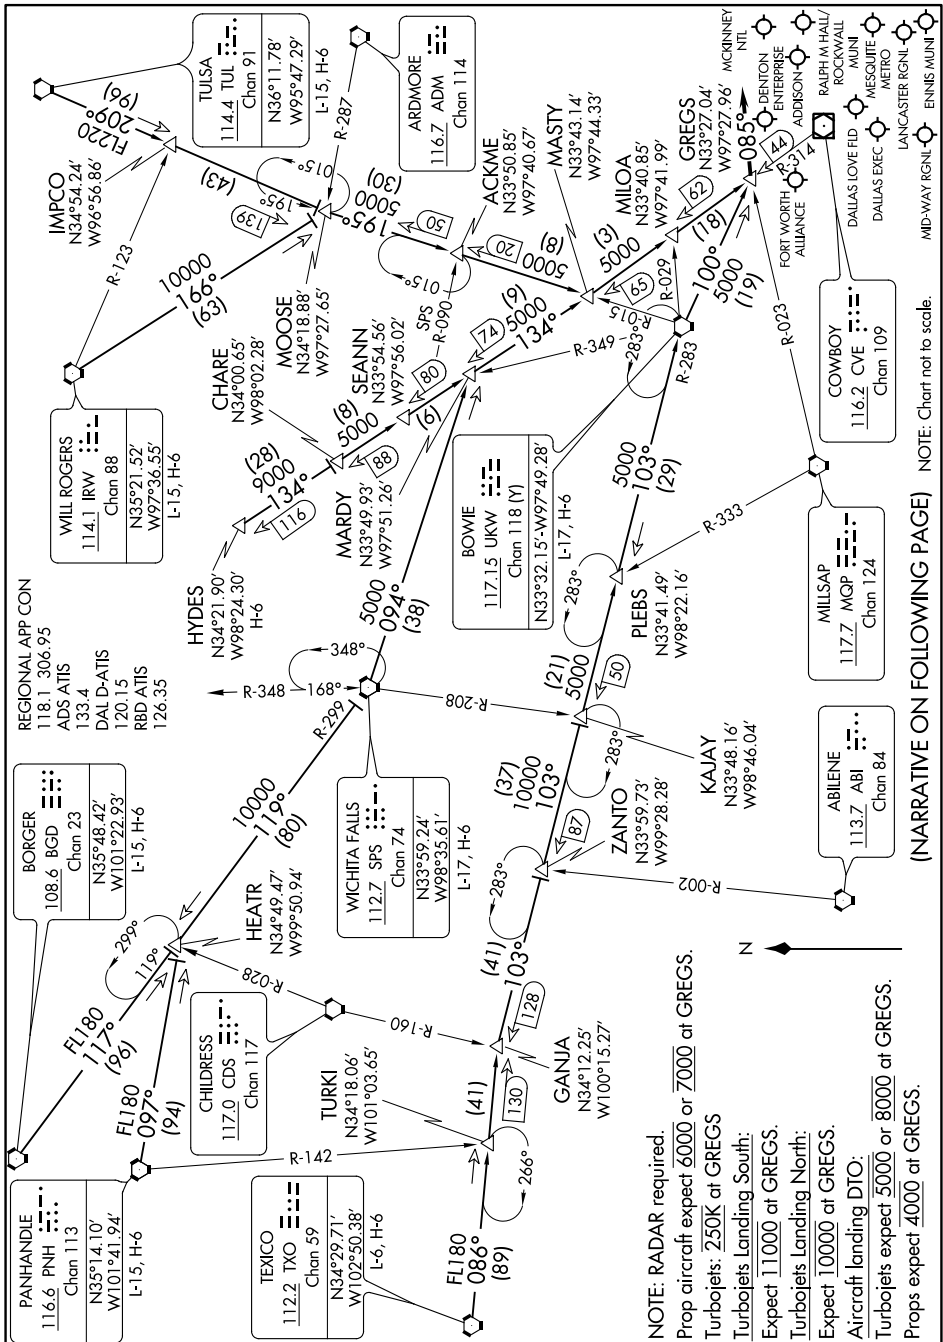 REGIONAL APP CON
118.1 306.95
ADS ATIS
133.4
DAL D-ATIS
120.15
RBD ATIS
126.35
PANHANDLE
116.6 PNH
Chan 113
N35°14.10'
W101°41.94'
L-15, H-6
BORGER
108.6 BGD
Chan 23
N35°48.42'
W101°22.93'
L-15, H-6
FL180
117°
(96)
FL180
097°
(94)
299°
119°
HEATR
N34°49.47'
W99°50.94'
10000
119°
(80)
R-299
R-348
168°
348°
WICHITA FALLS
112.7 SPS
Chan 74
N33°59.24'
W98°35.61'
L-17, H-6
R-208
5000
094°
(38)
WILL ROGERS
114.1 IRW
Chan 88
N35°21.52'
W97°36.55'
L-15, H-6
R-123
10000
166°
(63)
TULSA
114.4 TUL
Chan 91
N36°11.78'
W95°47.29'
L-15, H-6
FL220
209°
(96)
IMPCO
N34°54.24'
W96°56.86'
(43)
139
195°
015°
R-287
ARDMORE
116.7 ADM
Chan 114
MOOSE
N34°18.88'
W97°27.65'
195°
5000
(30)
50
015°
ACKME
N33°50.85'
W97°40.67'
20
SPS
R-090
5000
(8)
MASTY
N33°43.14'
W97°44.33'
HYDES
N34°21.90'
W98°24.30'
H-6
116
(28)
9000
134°
CHARE
N34°00.65'
W98°02.28'
88
(8)
5000
SEANN
N33°54.56'
W97°56.02'
80
(6)
MARDY
N33°49.93'
W97°51.26'
74
(9)
5000
134°
R-349
R-015
65
(3)
5000
MILOA
N33°40.85'
W97°41.99'
R-029
62
(18)
GREGS
N33°27.04'
W97°27.96'
085°
44
R-314
BOWIE
117.15 UKW
Chan 118 (Y)
N33°32.15'-W97°49.28'
L-17, H-6
283°
R-283
100°
5000
(19)
5000
103°
(29)
283°
PLEBS
N33°41.49'
W98°22.16'
R-333
R-023
MILLSAP
117.7 MQP
Chan 124
COWBOY
116.2 CVE
Chan 109
(21)
5000
50
283°
KAJAY
N33°48.16'
W98°46.04'
(37)
10000
103°
87
ZANTO
N33°59.73'
W99°28.28'
283°
R-002
ABILENE
113.7 ABI
Chan 84
(41)
103°
128
GANJA
N34°12.25'
W100°15.27'
CHILDRESS
117.0 CDS
Chan 117
R-028
R-160
130
(41)
TURKI
N34°18.06'
W101°03.65'
R-142
266°
TEXICO
112.2 TXO
Chan 59
N34°29.71'
W102°50.38'
L-6, H-6
FL180
086°
(89)
MCKINNEY
NTL
DENTON
ENTERPRISE
ADDISON
RALPH M HALL/
ROCKWALL
MUNI
MESQUITE
METRO
LANCASTER RGNL
ENNIS MUNI
FORT WORTH
ALLIANCE
DALLAS LOVE FLD
DALLAS EXEC
MID-WAY RGNL
N
NOTE: RADAR required.
Prop aircraft expect 6000 or 7000 at GREGS.
Turbojets: 250K at GREGS
Turbojets Landing South:
Expect 11000 at GREGS.
Turbojets Landing North:
Expect 10000 at GREGS.
Aircraft landing DTO:
Turbojets expect 5000 or 8000 at GREGS.
Props expect 4000 at GREGS.
(NARRATIVE ON FOLLOWING PAGE)
NOTE: Chart not to scale.